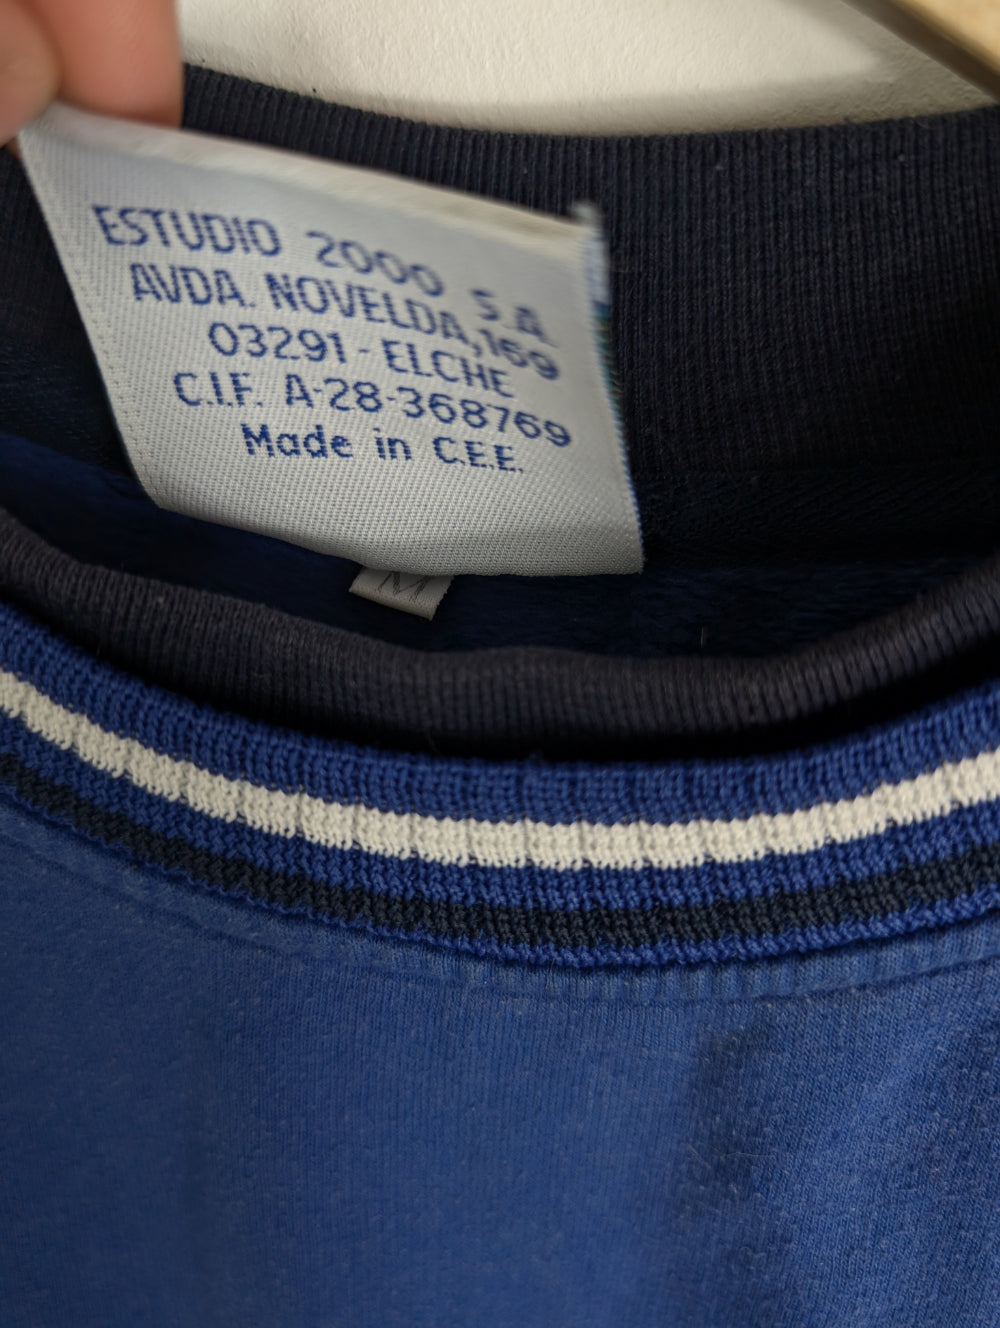 ESTUDIO 2000 S.A
AVDA. NOVELDA,169
03291 - ELCHE
C.I.F. A-28-368769
Made in C.E.E.
M